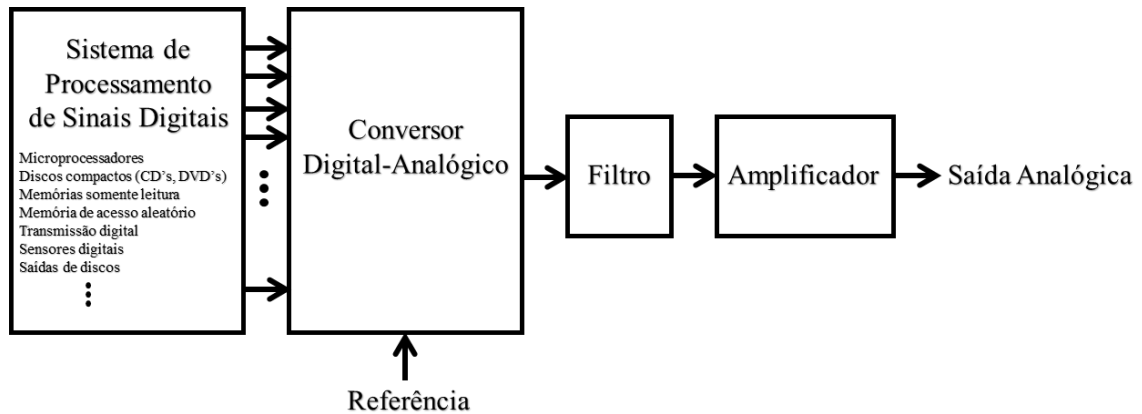 Sistema de
Processamento
de Sinais Digitais
Microprocessadores
Discos compactos (CD's, DVD's)
Memórias somente leitura
Memória de acesso aleatório
Transmissão digital
Sensores digitais
Saídas de discos
Conversor
Digital-Analógico
Filtro
Amplificador
Saída Analógica
Referência